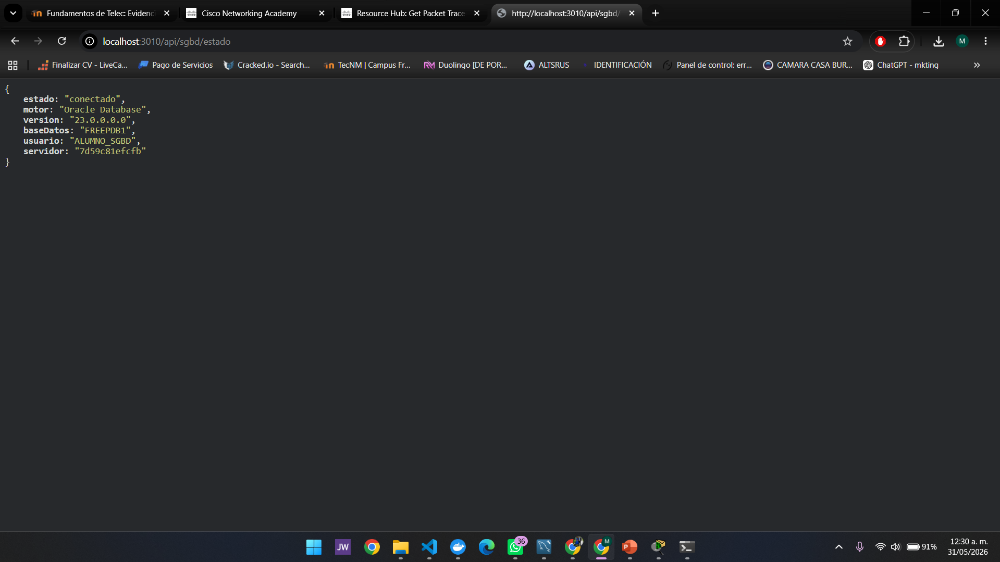 Fundamentos de Telec: Evidenci
Cisco Networking Academy
Resource Hub: Get Packet Trace
http://localhost:3010/api/sgbd/
localhost:3010/api/sgbd/estado
M
Finalizar CV - LiveCa...
Pago de Servicios
Cracked.io - Search...
TecNM | Campus Fr...
Duolingo [DE POR...
ALTSRUS
IDENTIFICACIÓN
Panel de control: err...
CAMARA CASA BUR...
ChatGPT - mkting
{
estado: "conectado",
motor: "Oracle Database",
version: "23.0.0.0.0",
baseDatos: "FREEPDB1",
usuario: "ALUMNO_SGBD",
servidor: "7d59c81efcfb"
}
JW
36
M
P
91%
12:30 a. m.
31/05/2026